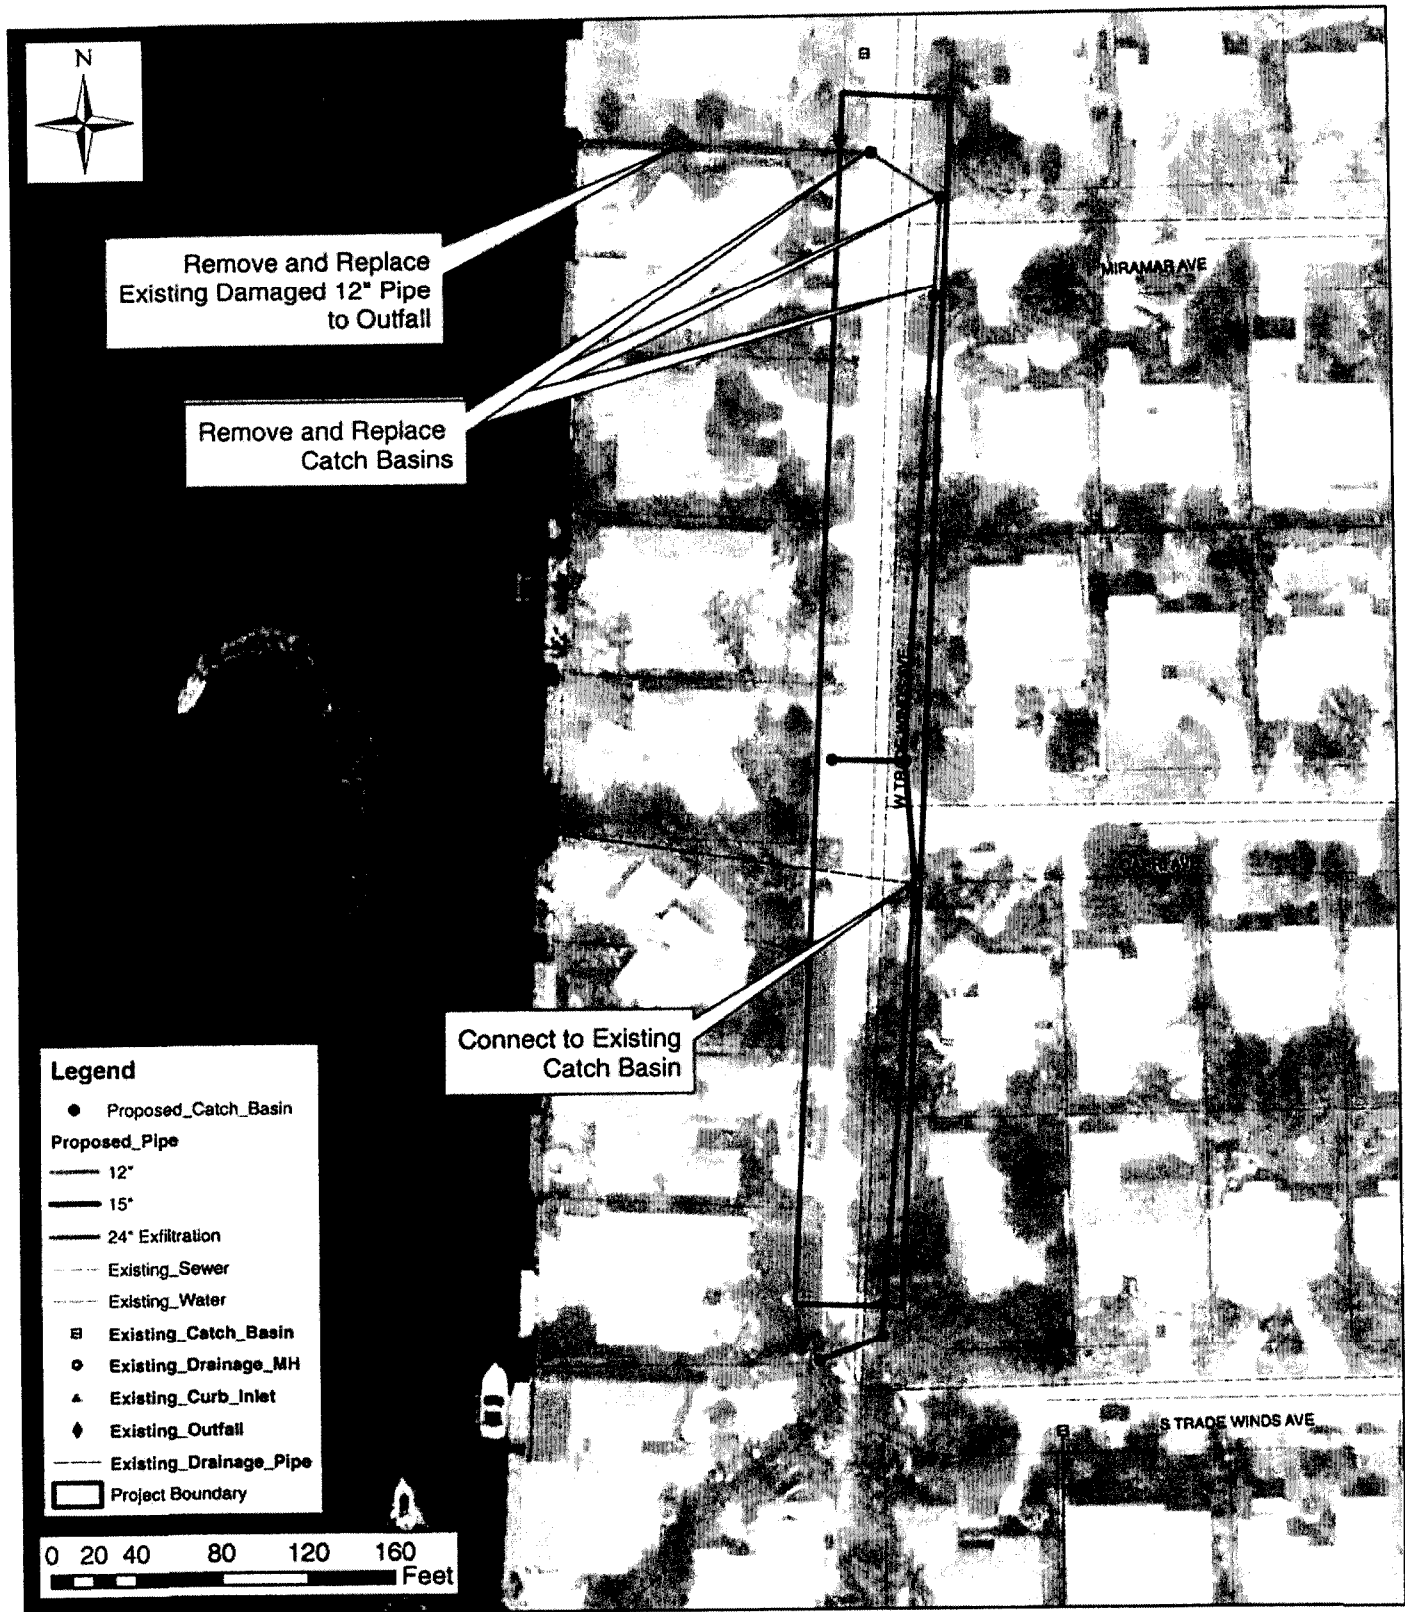 N
Remove and Replace
Existing Damaged 12" Pipe
to Outfall
MIRAMAR AVE
Remove and Replace
Catch Basins
Connect to Existing
Catch Basin
Legend
Proposed_Catch_Basin
Proposed_Pipe
12"
15"
24" Exfiltration
Existing_Sewer
Existing_Water
Existing_Catch_Basin
Existing_Drainage_MH
Existing_Curb_Inlet
Existing_Outfall
Existing_Drainage_Pipe
Project Boundary
S TRADE WINDS AVE
0 20 40 80 120 160
Feet